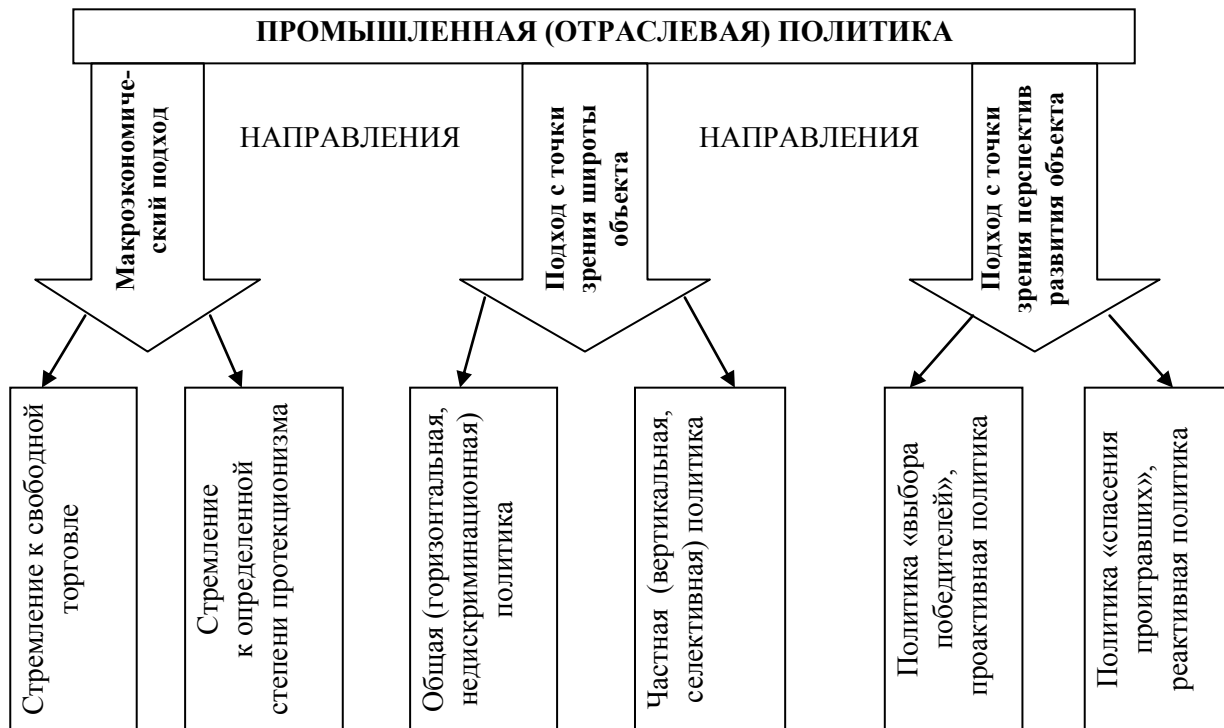 ПРОМЫШЛЕННАЯ (ОТРАСЛЕВАЯ) ПОЛИТИКА
Макроэкономиче-
ский подход
НАПРАВЛЕНИЯ
Подход с точки
зрения широты
объекта
НАПРАВЛЕНИЯ
Подход с точки
зрения перспектив
развития объекта
Стремление к свободной
торговле
Стремление
к определенной
степени протекционизма
Общая (горизонтальная,
недискриминационная)
политика
Частная (вертикальная,
селективная) политика
Политика «выбора
победителей»,
проактивная политика
Политика «спасения
проигравших»,
реактивная политика